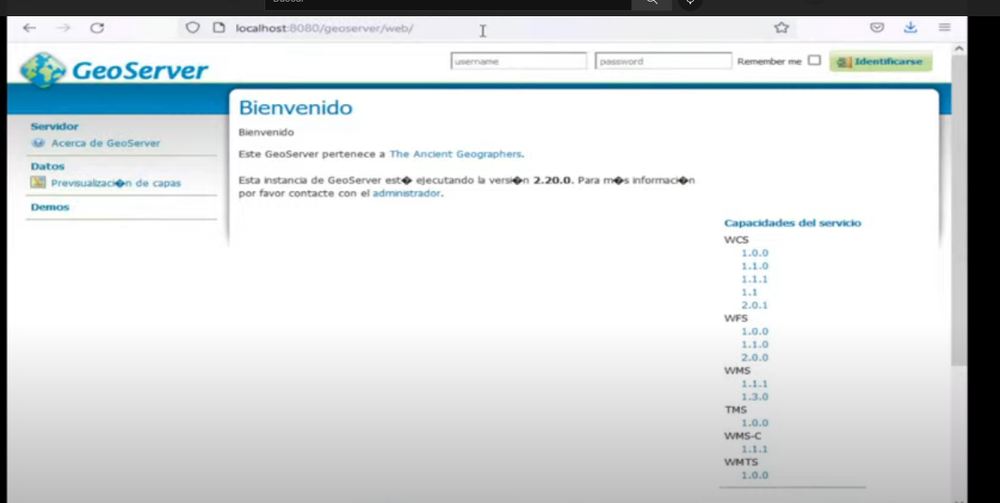 Buscar
localhost:8080/geoserver/web/
GeoServer
username
password
Remember me
Identificarse
Servidor
Acerca de GeoServer
Datos
Previsualizaci�n de capas
Demos
Bienvenido
Bienvenido
Este GeoServer pertenece a The Ancient Geographers.
Esta instancia de GeoServer est� ejecutando la versi�n 2.20.0. Para m�s informaci�n
por favor contacte con el administrador.
Capacidades del servicio
WCS
1.0.0
1.1.0
1.1.1
1.1
2.0.1
WFS
1.0.0
1.1.0
2.0.0
WMS
1.1.1
1.3.0
TMS
1.0.0
WMS-C
1.1.1
WMTS
1.0.0